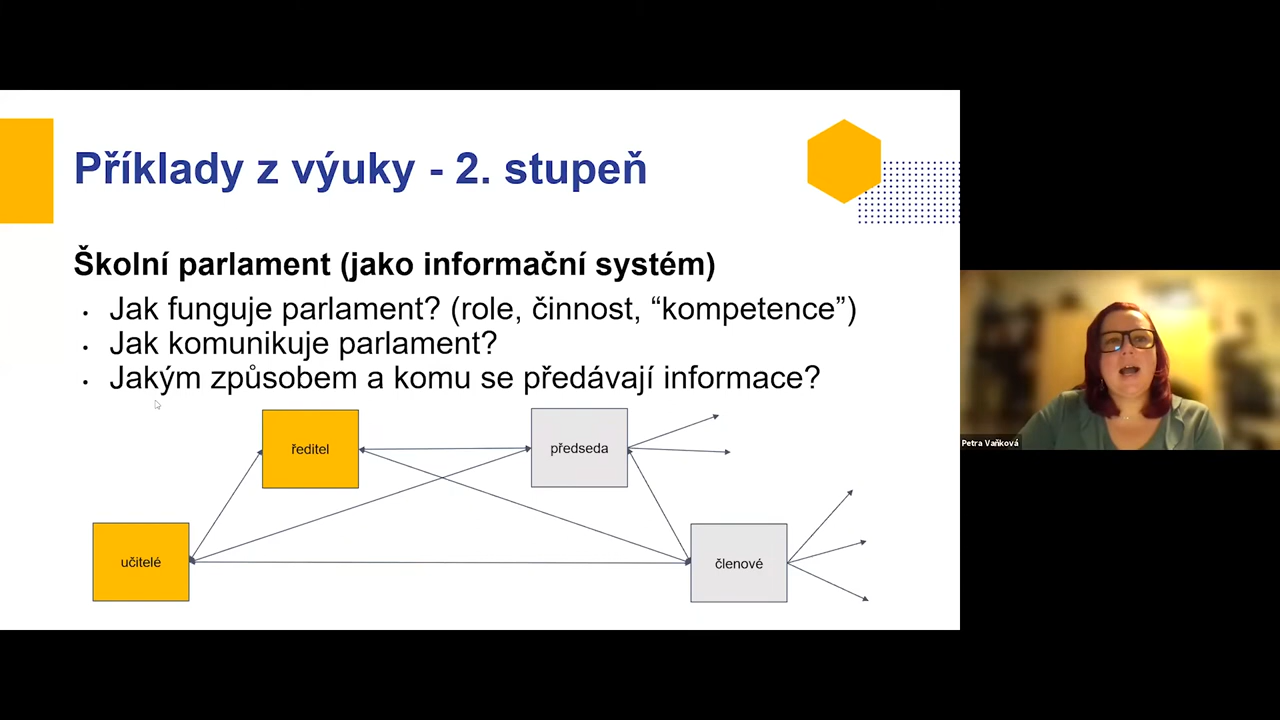 Příklady z výuky - 2. stupeň
Školní parlament (jako informační systém)
Jak funguje parlament? (role, činnost, “kompetence”)
Jak komunikuje parlament?
Jakým způsobem a komu se předávají informace?
ředitel
předseda
učitelé
členové
Petra Vaňková